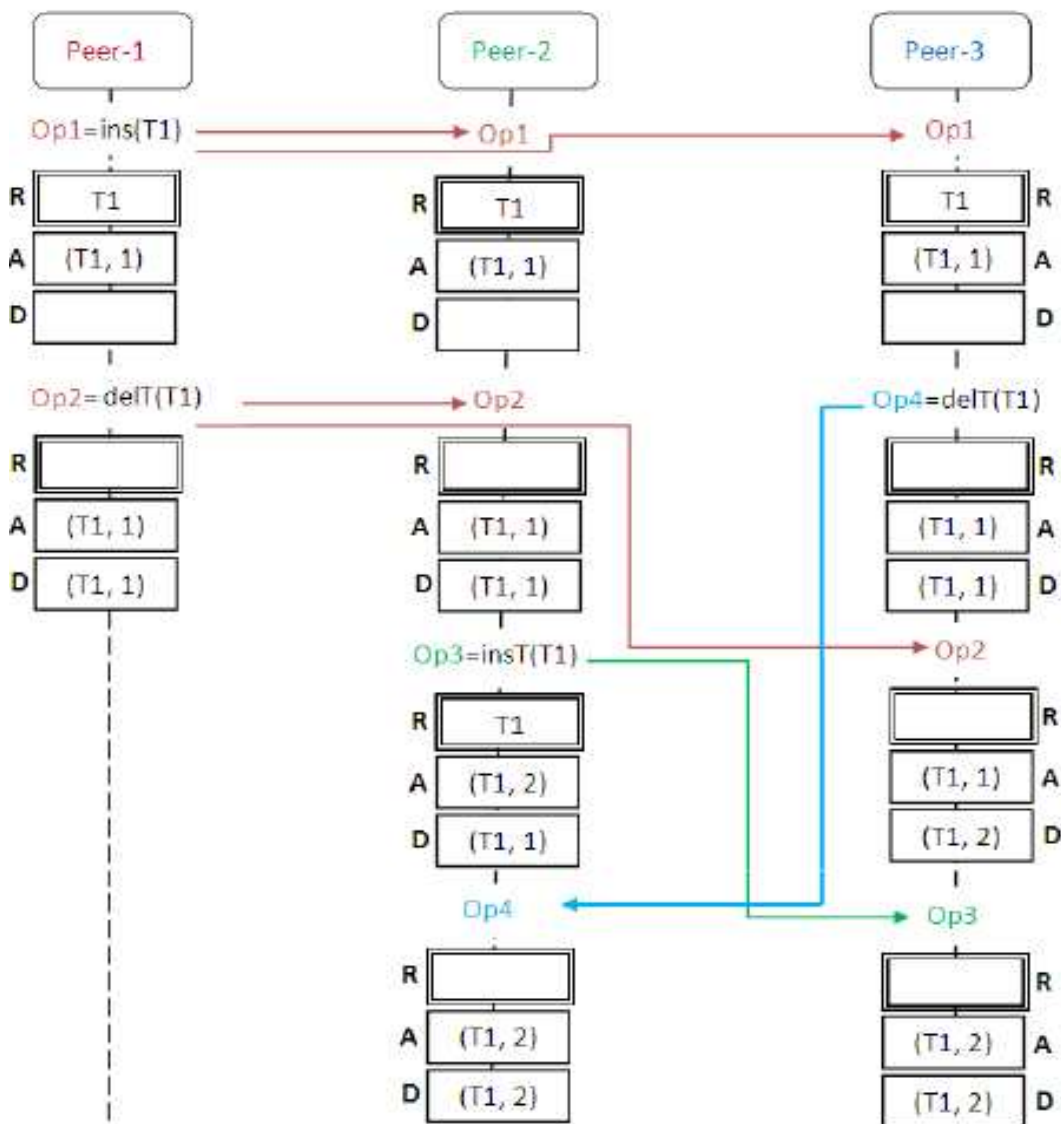 Peer-1 Peer-2 Peer-3
Op1=ins(T1) Op1 Op1
R T1 R T1 T1 R
A (T1, 1) A (T1, 1) (T1, 1) A
D D D
Op2=delT(T1) Op2 Op4=delT(T1)
R R R
A (T1, 1) A (T1, 1) (T1, 1) A
D (T1, 1) D (T1, 1) (T1, 1) D
Op3=insT(T1) Op2
R T1 R
A (T1, 2) (T1, 1) A
D (T1, 1) (T1, 2) D
Op4 Op3
R R
A (T1, 2) (T1, 2) A
D (T1, 2) (T1, 2) D